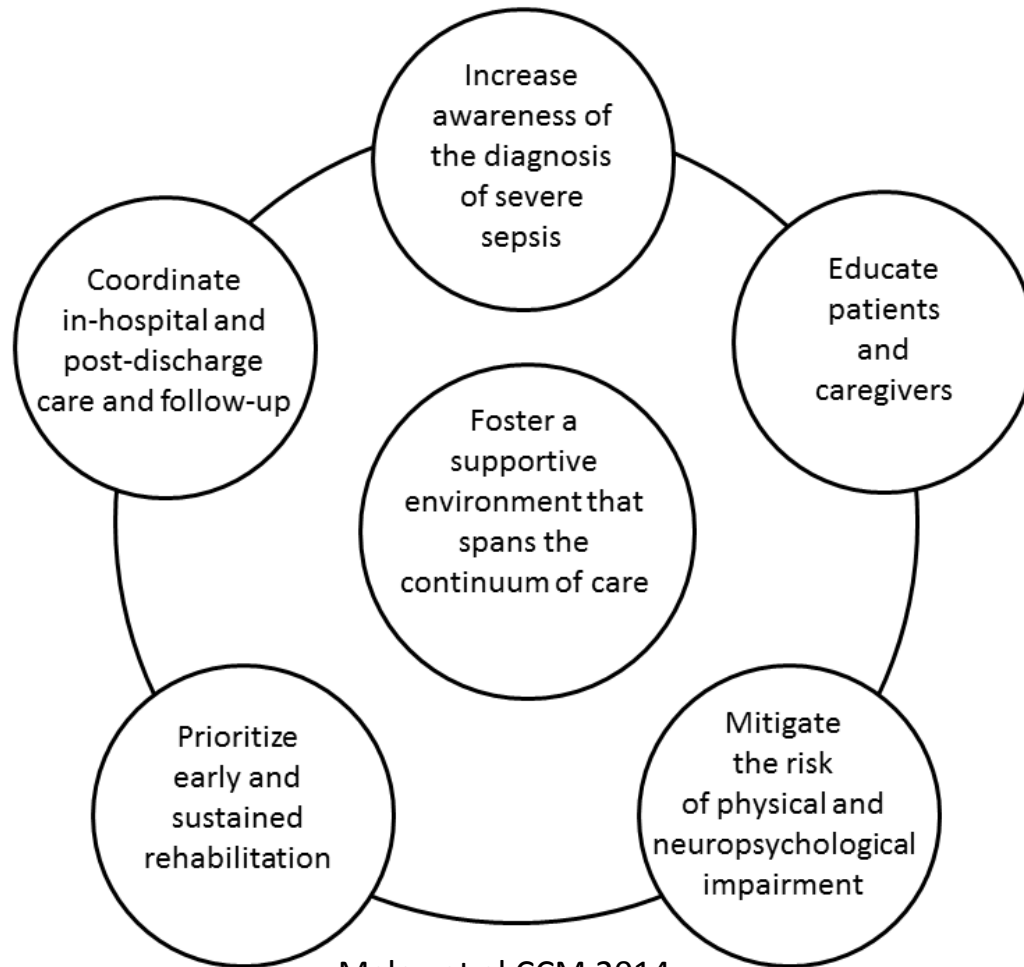 Increase
awareness of
the diagnosis
of severe
sepsis
Educate
patients
and
caregivers
Mitigate
the risk
of physical and
neuropsychological
impairment
Prioritize
early and
sustained
rehabilitation
Coordinate
in-hospital and
post-discharge
care and follow-up
Foster a
supportive
environment that
spans the
continuum of care
CCM 2014